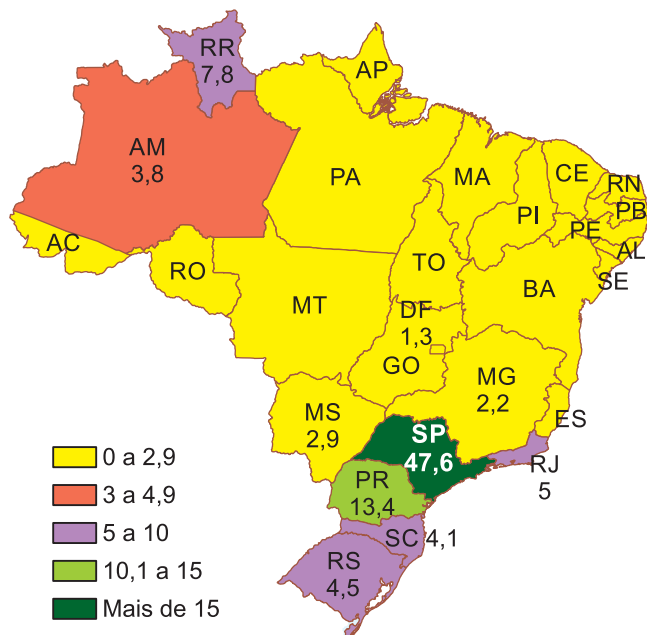 RR
7,8
AP
AM
3,8
PA
MA
CE
RN
PB
PI
PE
AL
SE
AC
RO
TO
BA
MT
DF
1,3
GO
MG
2,2
ES
MS
2,9
SP
47,6
RJ
5
PR
13,4
SC 4,1
RS
4,5
0 a 2,9
3 a 4,9
5 a 10
10,1 a 15
Mais de 15